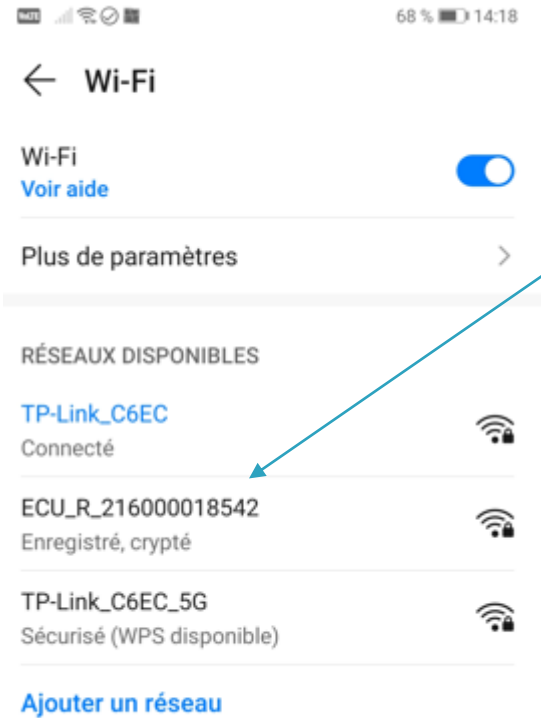 68 % 14:18
Wi-Fi
Wi-Fi
Voir aide
Plus de paramètres
RÉSEAUX DISPONIBLES
TP-Link_C6EC
Connecté
ECU_R_216000018542
Enregistré, crypté
TP-Link_C6EC_5G
Sécurisé (WPS disponible)
Ajouter un réseau